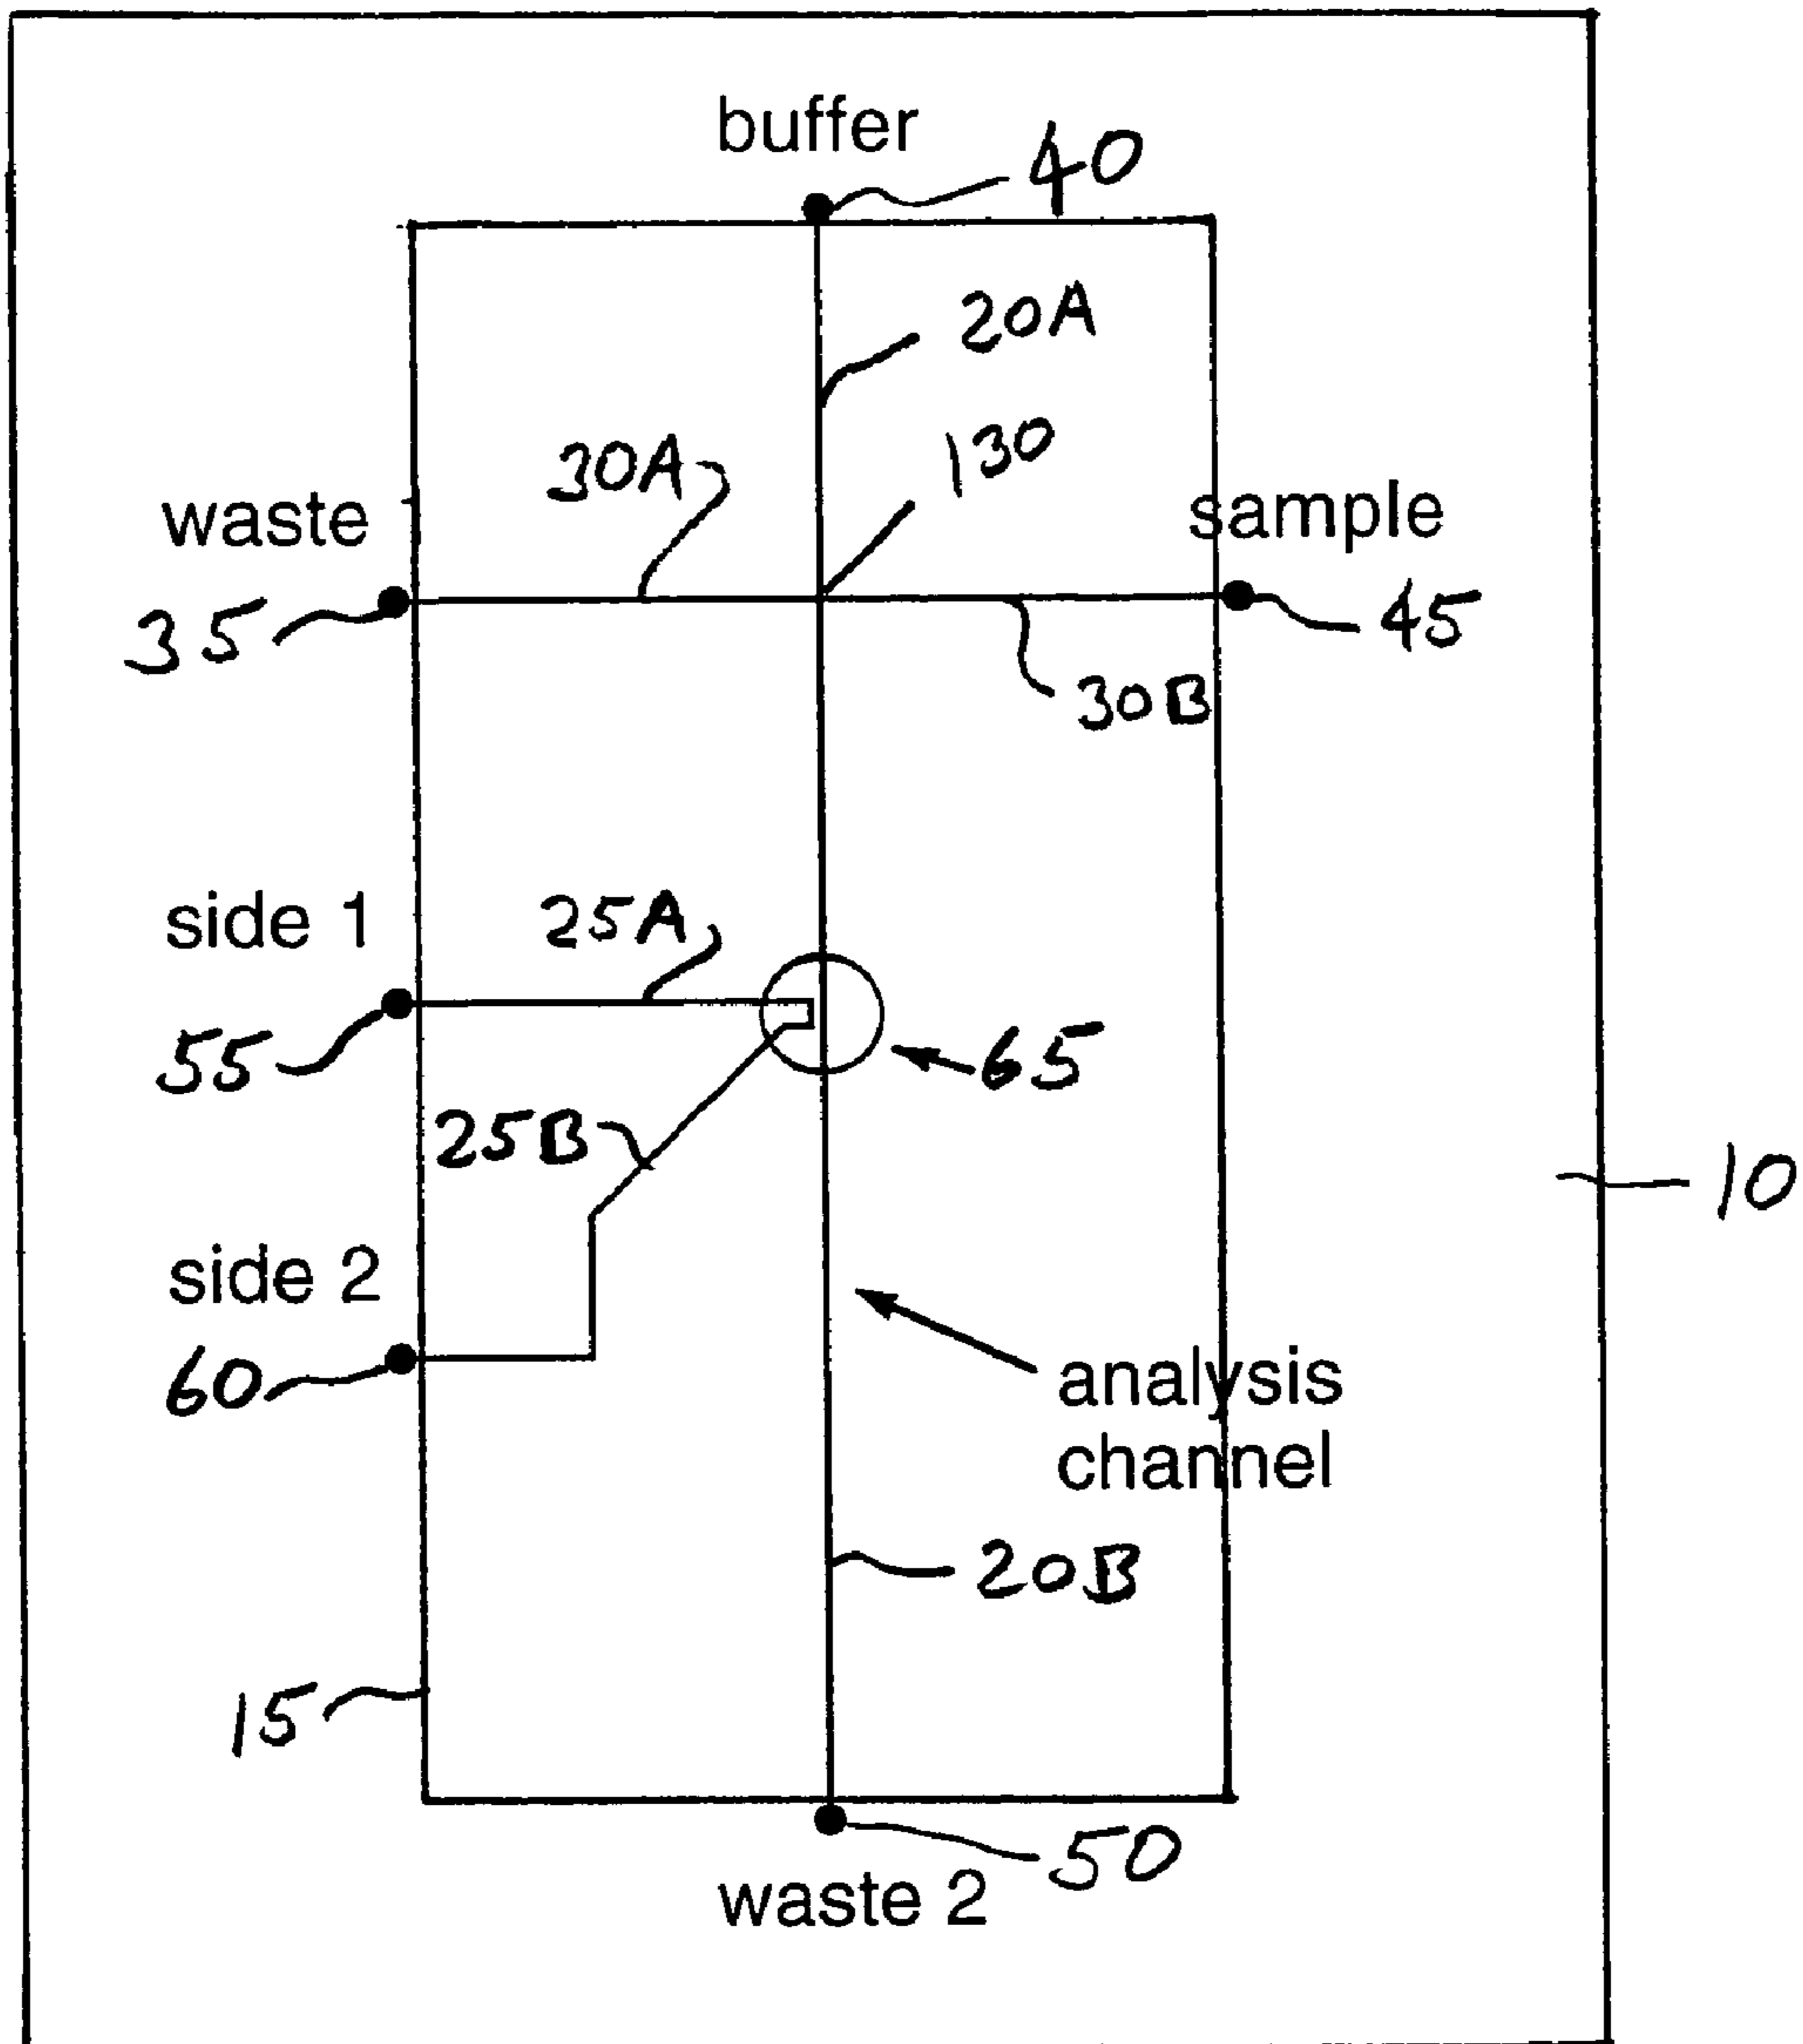 buffer
40
20A
130
30A
waste
sample
35
45
30B
side 1
25A
55
65
25B
10
side 2
60
analysis
channel
20B
15
50
waste 2